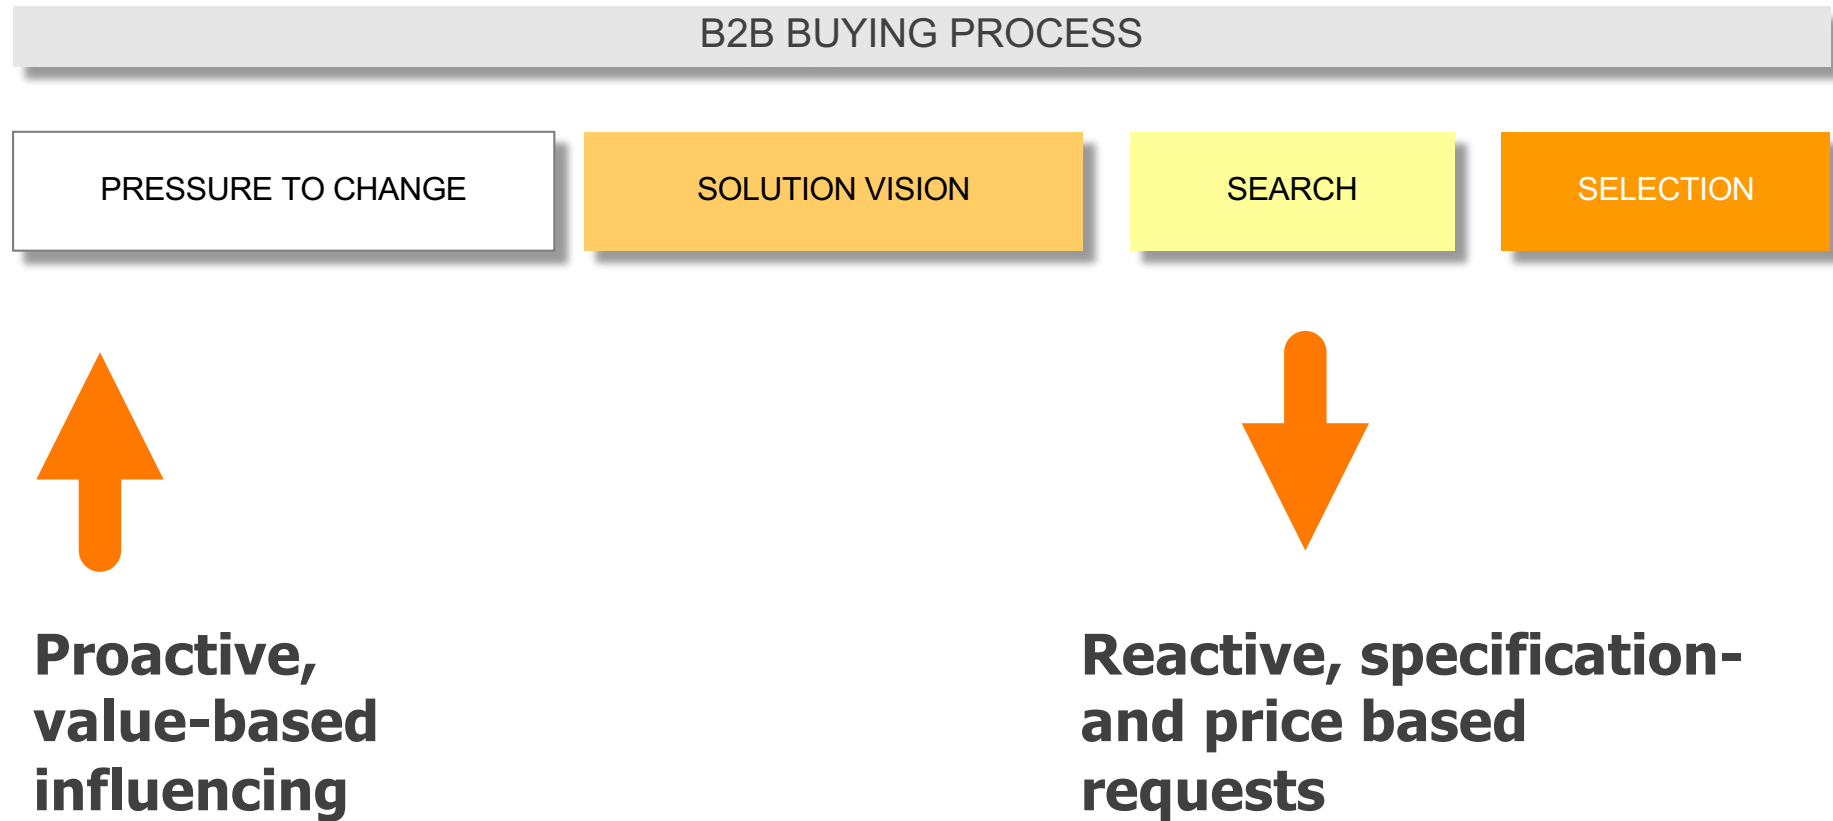 B2B BUYING PROCESS
PRESSURE TO CHANGE
SOLUTION VISION
SEARCH
SELECTION
Proactive,
value-based
influencing
Reactive, specification-
and price based
requests